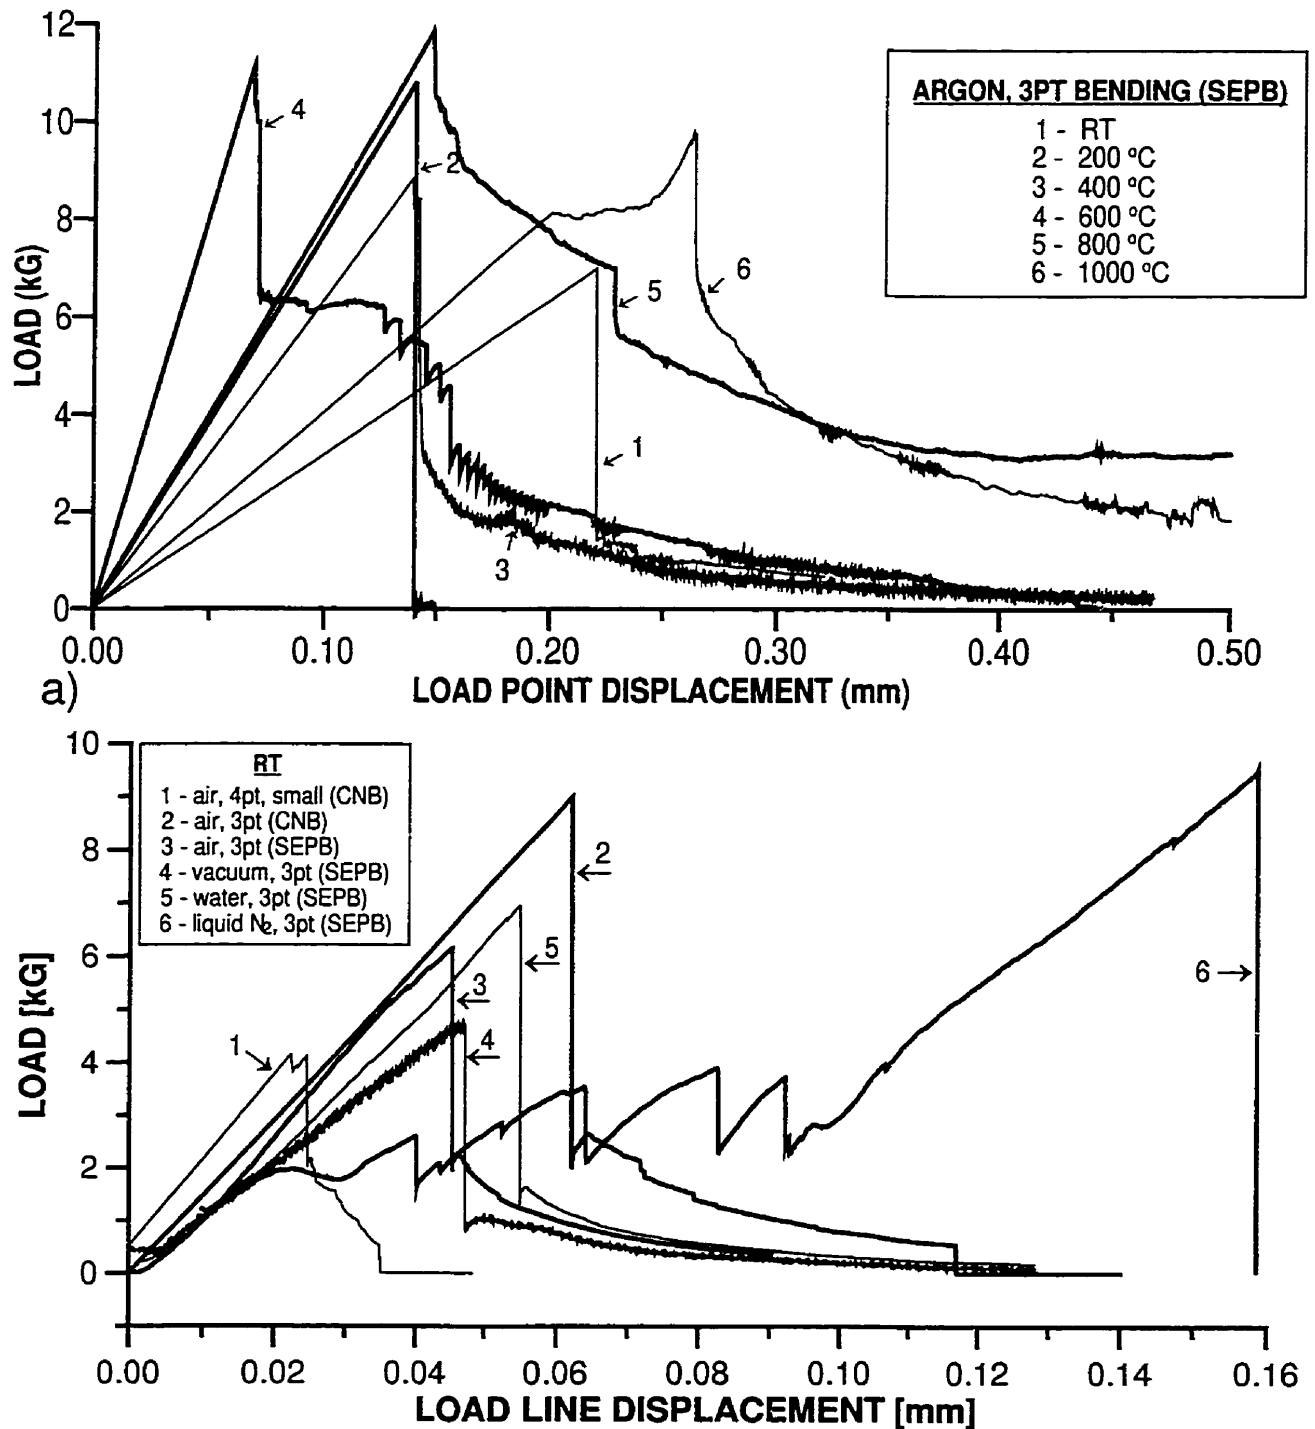 12
10
8
6
4
2
0
LOAD (kG)
ARGON, 3PT BENDING (SEPB)
1 - RT
2 - 200 ºC
3 - 400 ºC
4 - 600 ºC
5 - 800 ºC
6 - 1000 ºC
4
2
6
5
1
3
0.00 0.10 0.20 0.30 0.40 0.50
a) LOAD POINT DISPLACEMENT (mm)
10
8
6
4
2
0
LOAD [kG]
RT
1 - air, 4pt, small (CNB)
2 - air, 3pt (CNB)
3 - air, 3pt (SEPB)
4 - vacuum, 3pt (SEPB)
5 - water, 3pt (SEPB)
6 - liquid N2, 3pt (SEPB)
2
5
6
3
4
1
0.00 0.02 0.04 0.06 0.08 0.10 0.12 0.14 0.16
LOAD LINE DISPLACEMENT [mm]